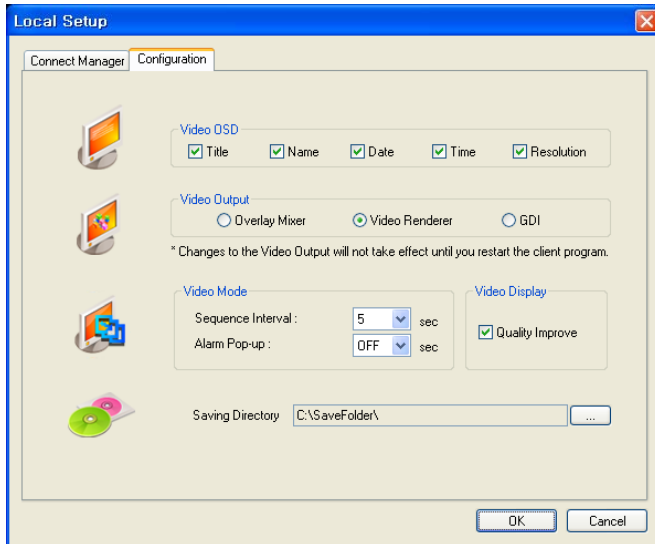 Local Setup
Connect Manager Configuration
Video OSD
Title Name Date Time Resolution
Video Output
Overlay Mixer Video Renderer GDI
* Changes to the Video Output will not take effect until you restart the client program.
Video Mode
Sequence Interval : 5 sec
Alarm Pop-up : OFF sec
Video Display
Quality Improve
Saving Directory C:\SaveFolder\ ...
OK Cancel